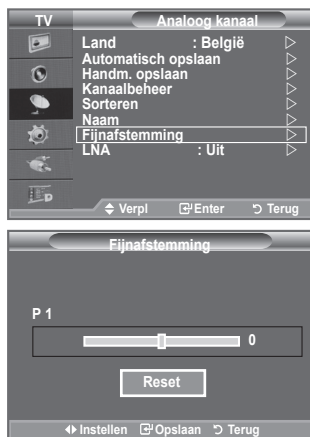 TV Analoog kanaal
Land : België
Automatisch opslaan
Handm. opslaan
Kanaalbeheer
Sorteren
Naam
Fijnafstemming
LNA : Uit
Verpl Enter Terug
Fijnafstemming
P 1
0
Reset
Instellen Opslaan Terug